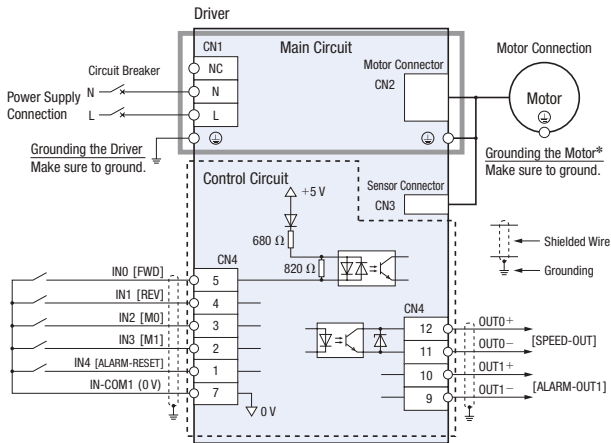 Driver
CN1
Main Circuit
NC
N
L
Circuit Breaker
Power Supply
Connection
N
L
Grounding the Driver
Make sure to ground.
Motor Connector
CN2
Motor Connection
Motor
Grounding the Motor*
Make sure to ground.
Control Circuit
+5 V
680 Ω
820 Ω
Sensor Connector
CN3
Shielded Wire
Grounding
CN4
IN0 [FWD]
5
IN1 [REV]
4
IN2 [M0]
3
IN3 [M1]
2
IN4 [ALARM-RESET]
1
IN-COM1 (0 V)
7
0 V
CN4
12
OUT0+
11
OUT0−
[SPEED-OUT]
10
OUT1+
9
OUT1−
[ALARM-OUT1]